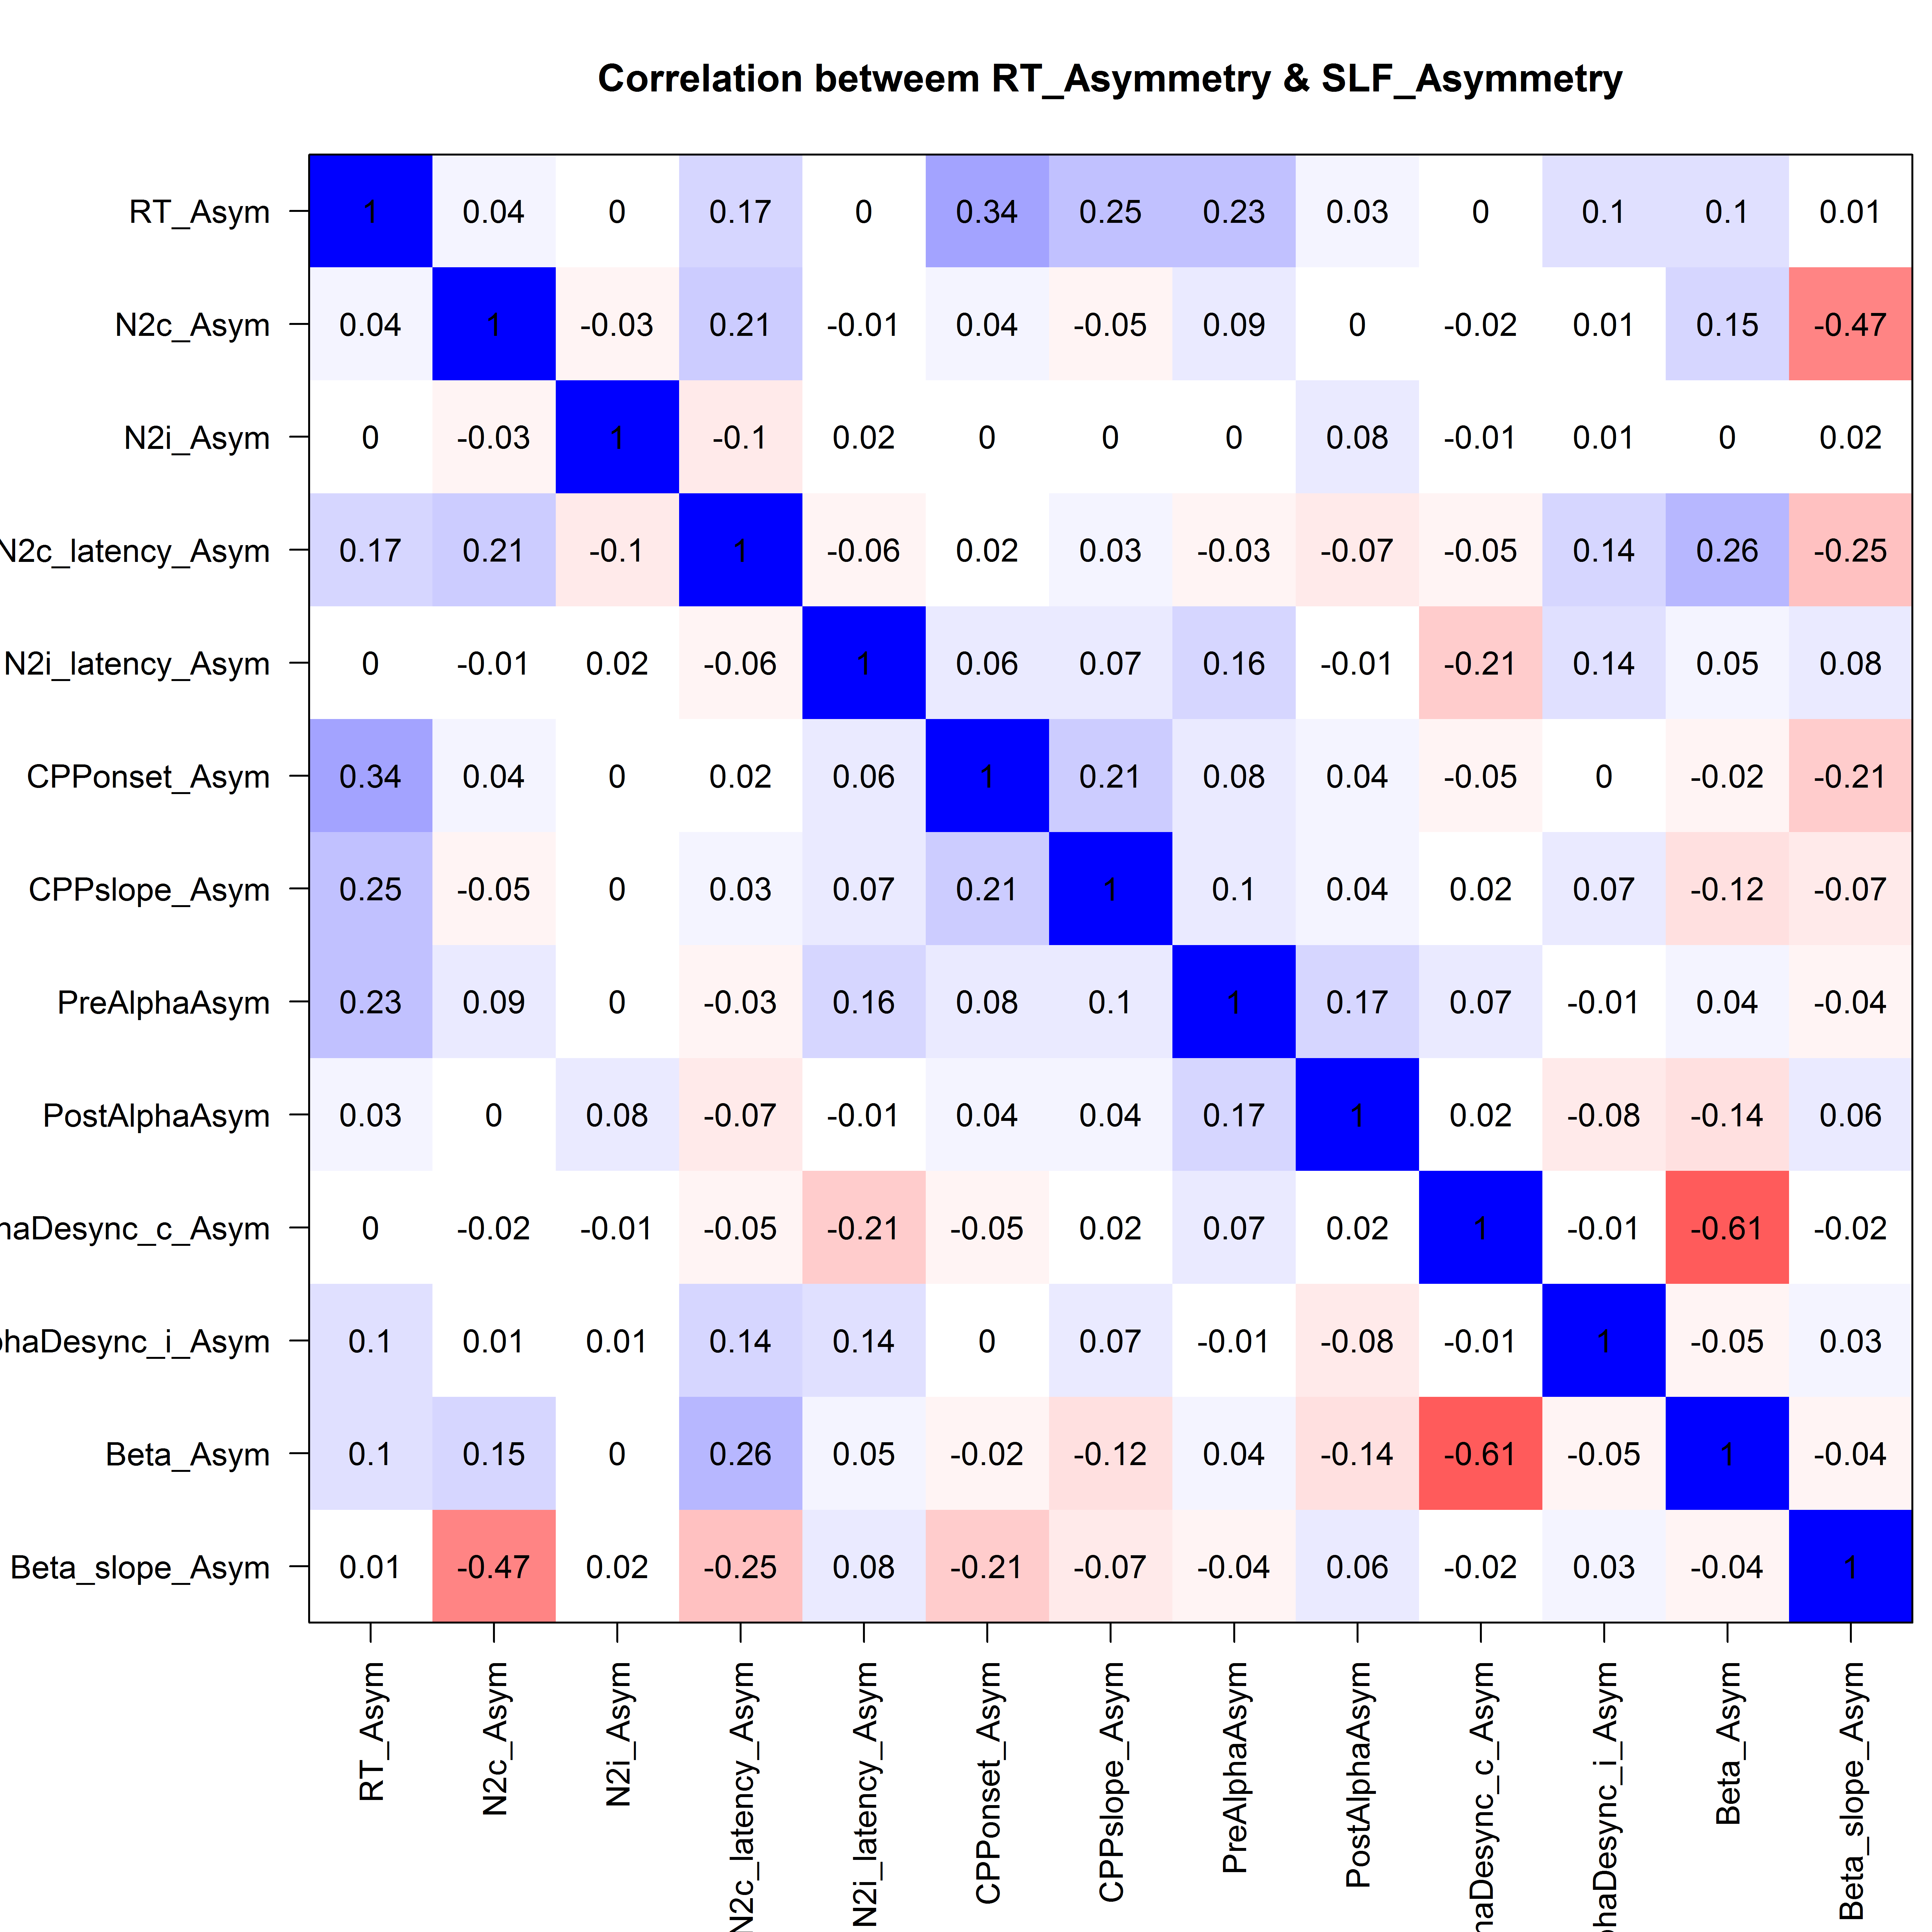 Correlation betweem RT_Asymmetry & SLF_Asymmetry
RT_Asym 1 0.04 0 0.17 0 0.34 0.25 0.23 0.03 0 0.1 0.1 0.01
N2c_Asym 0.04 1 -0.03 0.21 -0.01 0.04 -0.05 0.09 0 -0.02 0.01 0.15 -0.47
N2i_Asym 0 -0.03 1 -0.1 0.02 0 0 0 0.08 -0.01 0.01 0 0.02
N2c_latency_Asym 0.17 0.21 -0.1 1 -0.06 0.02 0.03 -0.03 -0.07 -0.05 0.14 0.26 -0.25
N2i_latency_Asym 0 -0.01 0.02 -0.06 1 0.06 0.07 0.16 -0.01 -0.21 0.14 0.05 0.08
CPPonset_Asym 0.34 0.04 0 0.02 0.06 1 0.21 0.08 0.04 -0.05 0 -0.02 -0.21
CPPslope_Asym 0.25 -0.05 0 0.03 0.07 0.21 1 0.1 0.04 0.02 0.07 -0.12 -0.07
PreAlphaAsym 0.23 0.09 0 -0.03 0.16 0.08 0.1 1 0.17 0.07 -0.01 0.04 -0.04
PostAlphaAsym 0.03 0 0.08 -0.07 -0.01 0.04 0.04 0.17 1 0.02 -0.08 -0.14 0.06
haDesync_c_Asym 0 -0.02 -0.01 -0.05 -0.21 -0.05 0.02 0.07 0.02 1 -0.01 -0.61 -0.02
phaDesync_i_Asym 0.1 0.01 0.01 0.14 0.14 0 0.07 -0.01 -0.08 -0.01 1 -0.05 0.03
Beta_Asym 0.1 0.15 0 0.26 0.05 -0.02 -0.12 0.04 -0.14 -0.61 -0.05 1 -0.04
Beta_slope_Asym 0.01 -0.47 0.02 -0.25 0.08 -0.21 -0.07 -0.04 0.06 -0.02 0.03 -0.04 1
RT_Asym
N2c_Asym
N2i_Asym
N2c_latency_Asym
N2i_latency_Asym
CPPonset_Asym
CPPslope_Asym
PreAlphaAsym
PostAlphaAsym
haDesync_c_Asym
phaDesync_i_Asym
Beta_Asym
Beta_slope_Asym